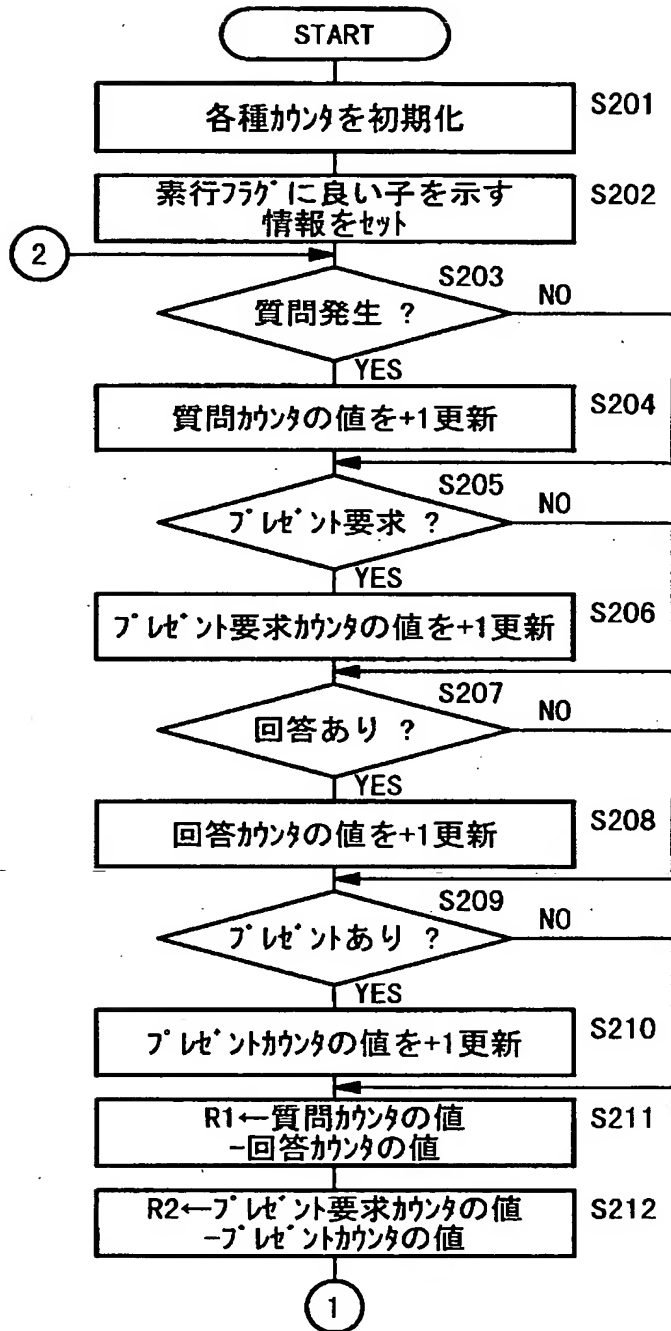 START
各種ｶｳﾝﾀを初期化
S201
素行ﾌﾗｸﾞに良い子を示す
情報をｾｯﾄ
S202
2
S203
質問発生 ?
NO
YES
質問ｶｳﾝﾀの値を+1更新
S204
S205
ﾌﾟﾚｾﾞﾝﾄ要求 ?
NO
YES
ﾌﾟﾚｾﾞﾝﾄ要求ｶｳﾝﾀの値を+1更新
S206
S207
回答あり ?
NO
YES
回答ｶｳﾝﾀの値を+1更新
S208
S209
ﾌﾟﾚｾﾞﾝﾄあり ?
NO
YES
ﾌﾟﾚｾﾞﾝﾄｶｳﾝﾀの値を+1更新
S210
R1←質問ｶｳﾝﾀの値
-回答ｶｳﾝﾀの値
S211
R2←ﾌﾟﾚｾﾞﾝﾄ要求ｶｳﾝﾀの値
-ﾌﾟﾚｾﾞﾝﾄｶｳﾝﾀの値
S212
1